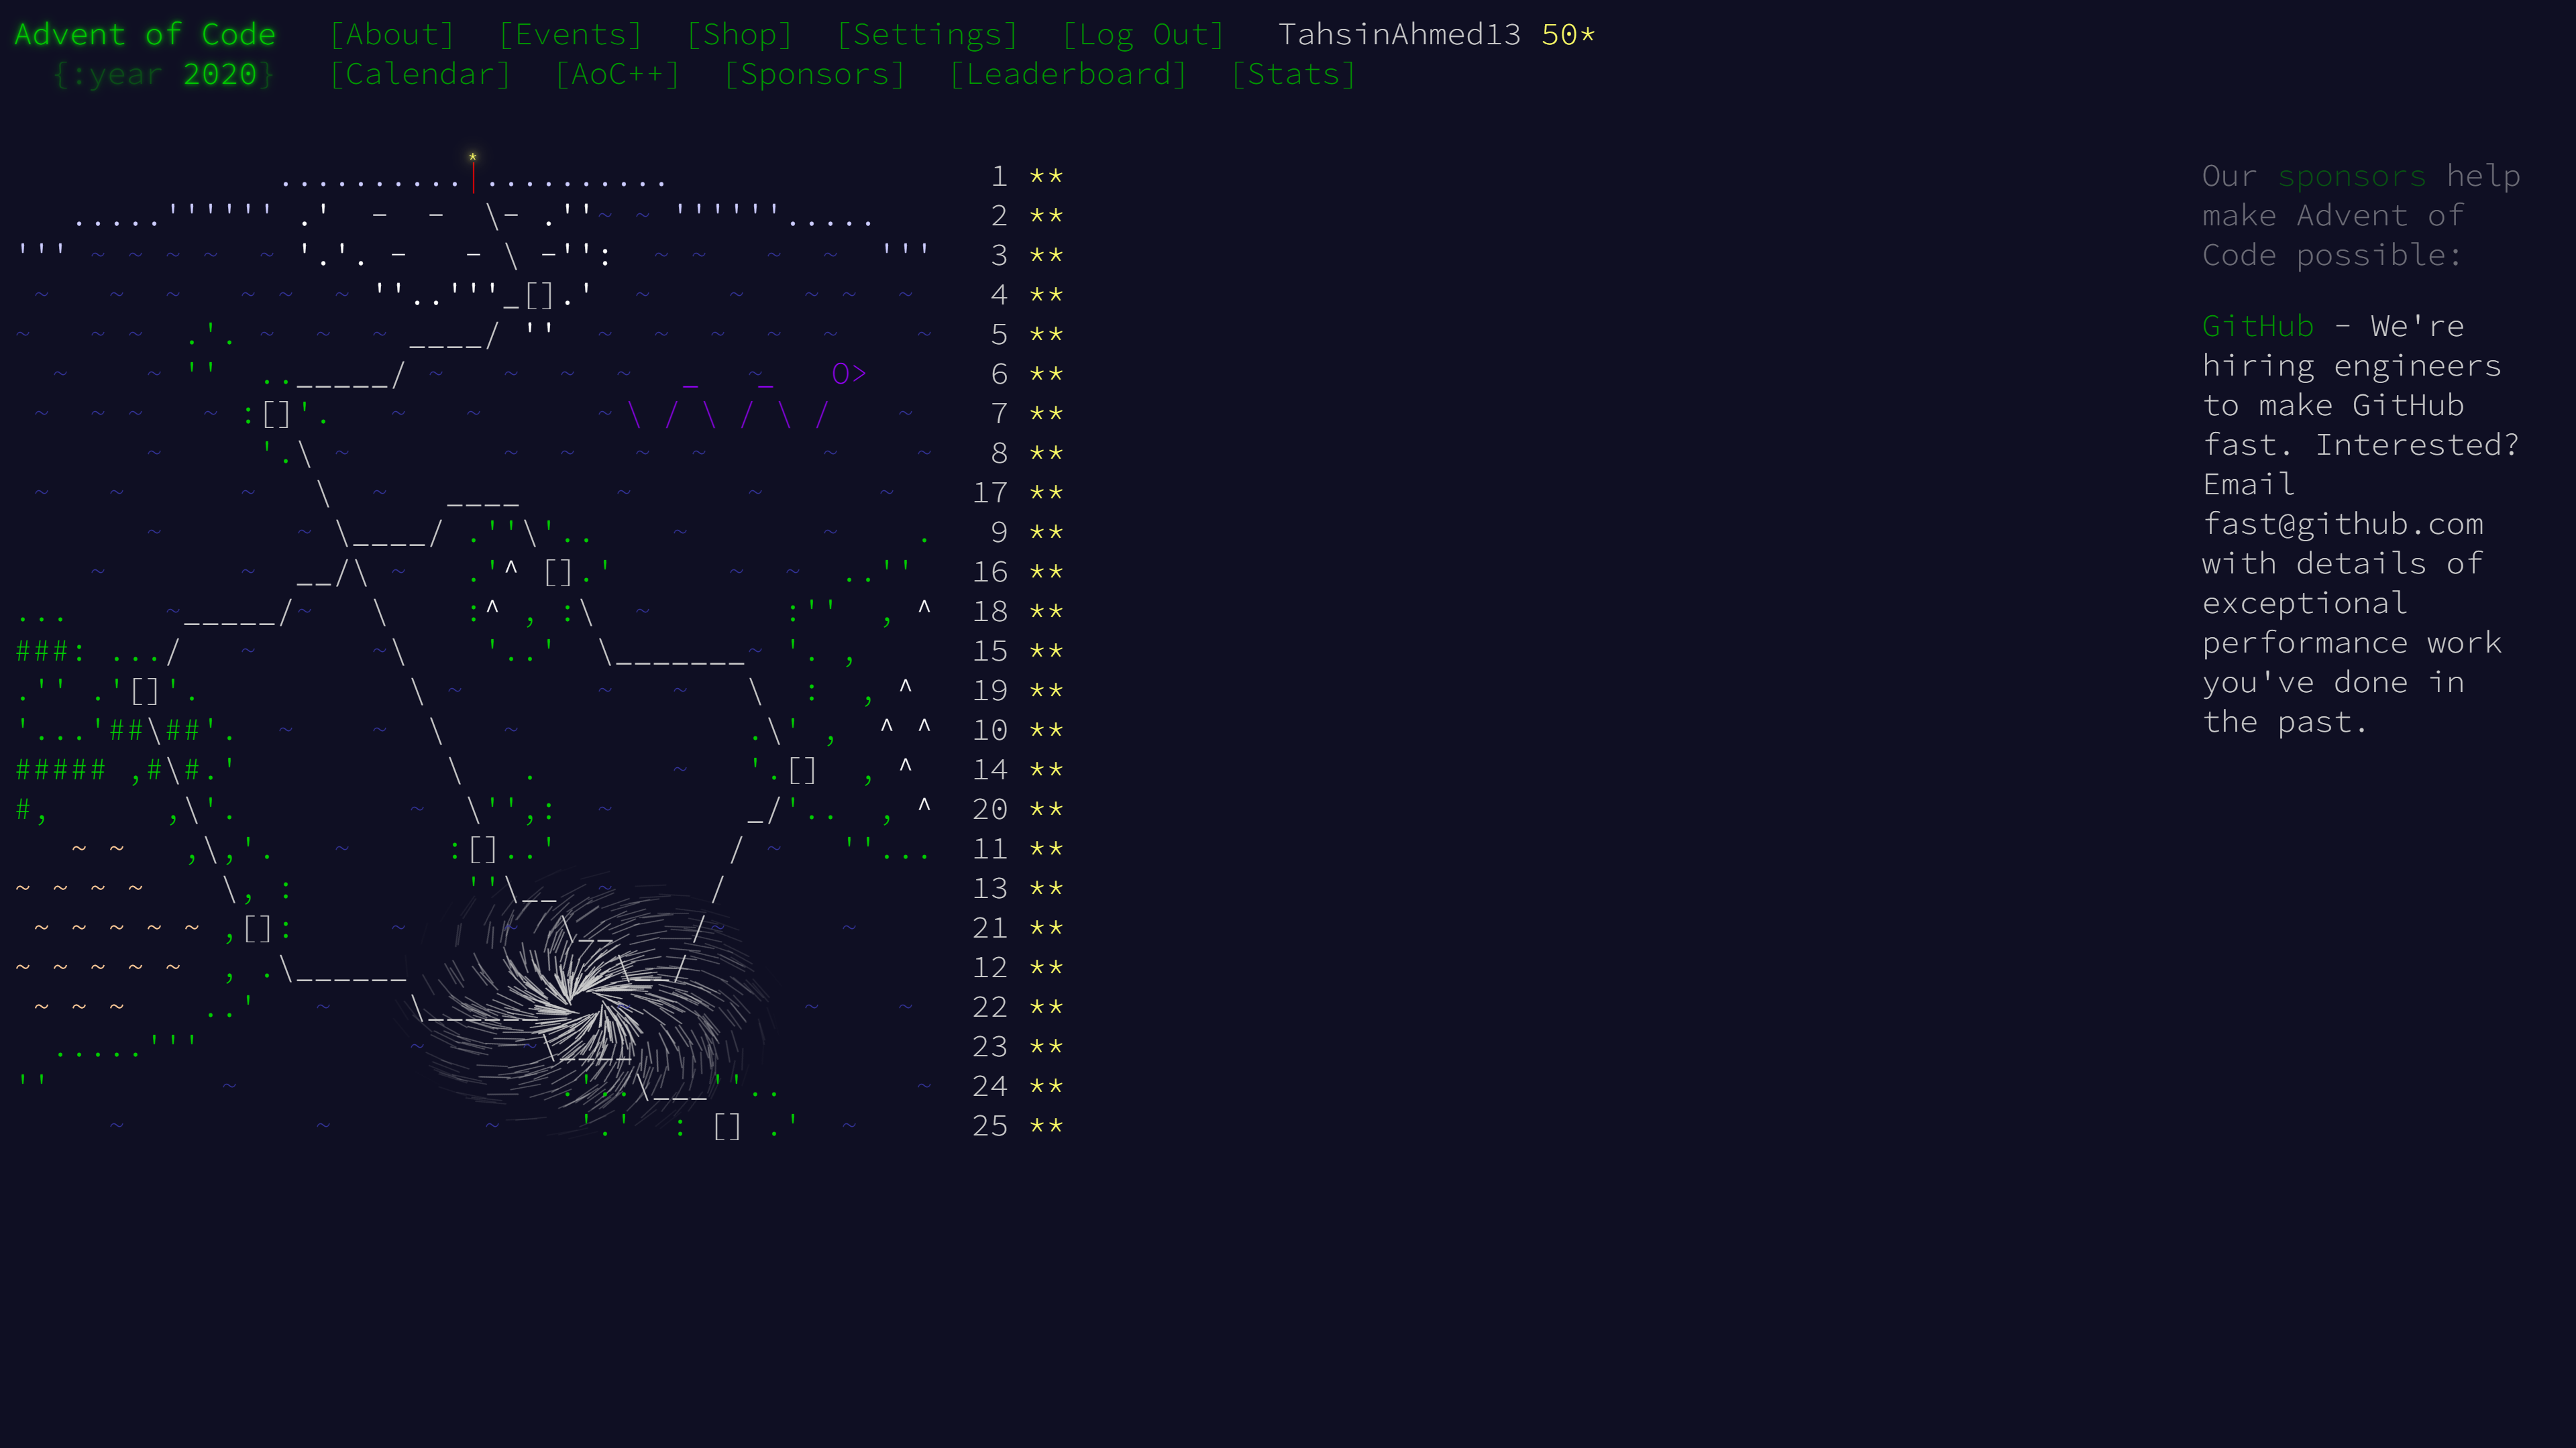 Advent of Code [About] [Events] [Shop] [Settings] [Log Out] TahsinAhmed13 50*
{:year 2020} [Calendar] [AoC++] [Sponsors] [Leaderboard] [Stats]
1 **
2 **
3 **
4 **
5 **
6 **
7 **
8 **
17 **
9 **
16 **
18 **
15 **
19 **
10 **
14 **
20 **
11 **
13 **
21 **
12 **
22 **
23 **
24 **
25 **
Our sponsors help
make Advent of
Code possible:
GitHub - We're
hiring engineers
to make GitHub
fast. Interested?
Email
fast@github.com
with details of
exceptional
performance work
you've done in
the past.